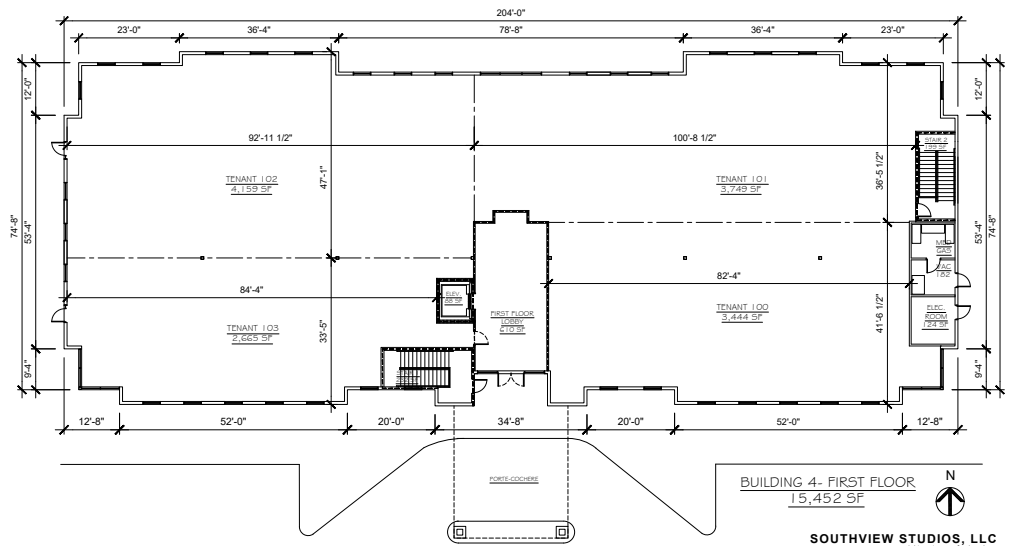 204'-0"
23'-0" 36'-4" 78'-8" 36'-4" 23'-0"
12'-0"
12'-0"
92'-11 1/2" 100'-8 1/2"
STAIR 2
199 SF
47'-1"
36'-5 1/2"
TENANT 102
4,159 SF
TENANT 101
3,749 SF
74'-8"
53'-4"
53'-4"
74'-8"
MED
GAS
VAC
82'-4"
84'-4"
ELEV.
TENANT 103
2,665 SF
33'-5"
FIRST FLOOR
LOBBY
610 SF
TENANT 100
3,444 SF
41'-6 1/2"
ELEC.
ROOM
124 SF
9'-4"
9'-4"
12'-8" 52'-0" 20'-0" 34'-8" 20'-0" 52'-0" 12'-8"
PORTE-COCHERE
BUILDING 4- FIRST FLOOR
15,452 SF
N
SOUTHVIEW STUDIOS, LLC